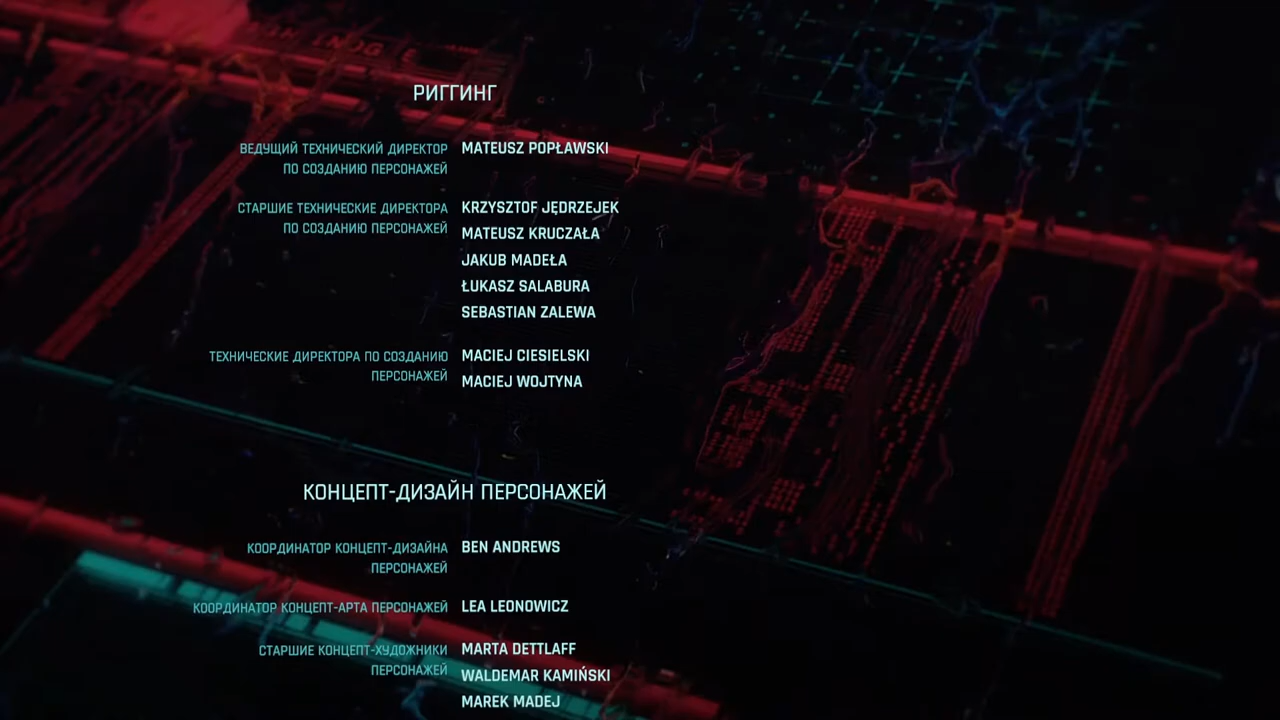 РИГГИНГ
ВЕДУЩИЙ ТЕХНИЧЕСКИЙ ДИРЕКТОР MATEUSZ POPŁAWSKI
ПО СОЗДАНИЮ ПЕРСОНАЖЕЙ
СТАРШИЕ ТЕХНИЧЕСКИЕ ДИРЕКТОРА KRZYSZTOF JĘDRZEJEK
ПО СОЗДАНИЮ ПЕРСОНАЖЕЙ MATEUSZ KRUCZAŁA
JAKUB MADEŁA
ŁUKASZ SALABURA
SEBASTIAN ZALEWA
ТЕХНИЧЕСКИЕ ДИРЕКТОРА ПО СОЗДАНИЮ MACIEJ CIESIELSKI
ПЕРСОНАЖЕЙ MACIEJ WOJTYNA
КОНЦЕПТ-ДИЗАЙН ПЕРСОНАЖЕЙ
КООРДИНАТОР КОНЦЕПТ-ДИЗАЙНА BEN ANDREWS
ПЕРСОНАЖЕЙ
КООРДИНАТОР КОНЦЕПТ-АРТА ПЕРСОНАЖЕЙ LEA LEONOWICZ
СТАРШИЕ КОНЦЕПТ-ХУДОЖНИКИ MARTA DETTLAFF
ПЕРСОНАЖЕЙ WALDEMAR KAMIŃSKI
MAREK MADEJ